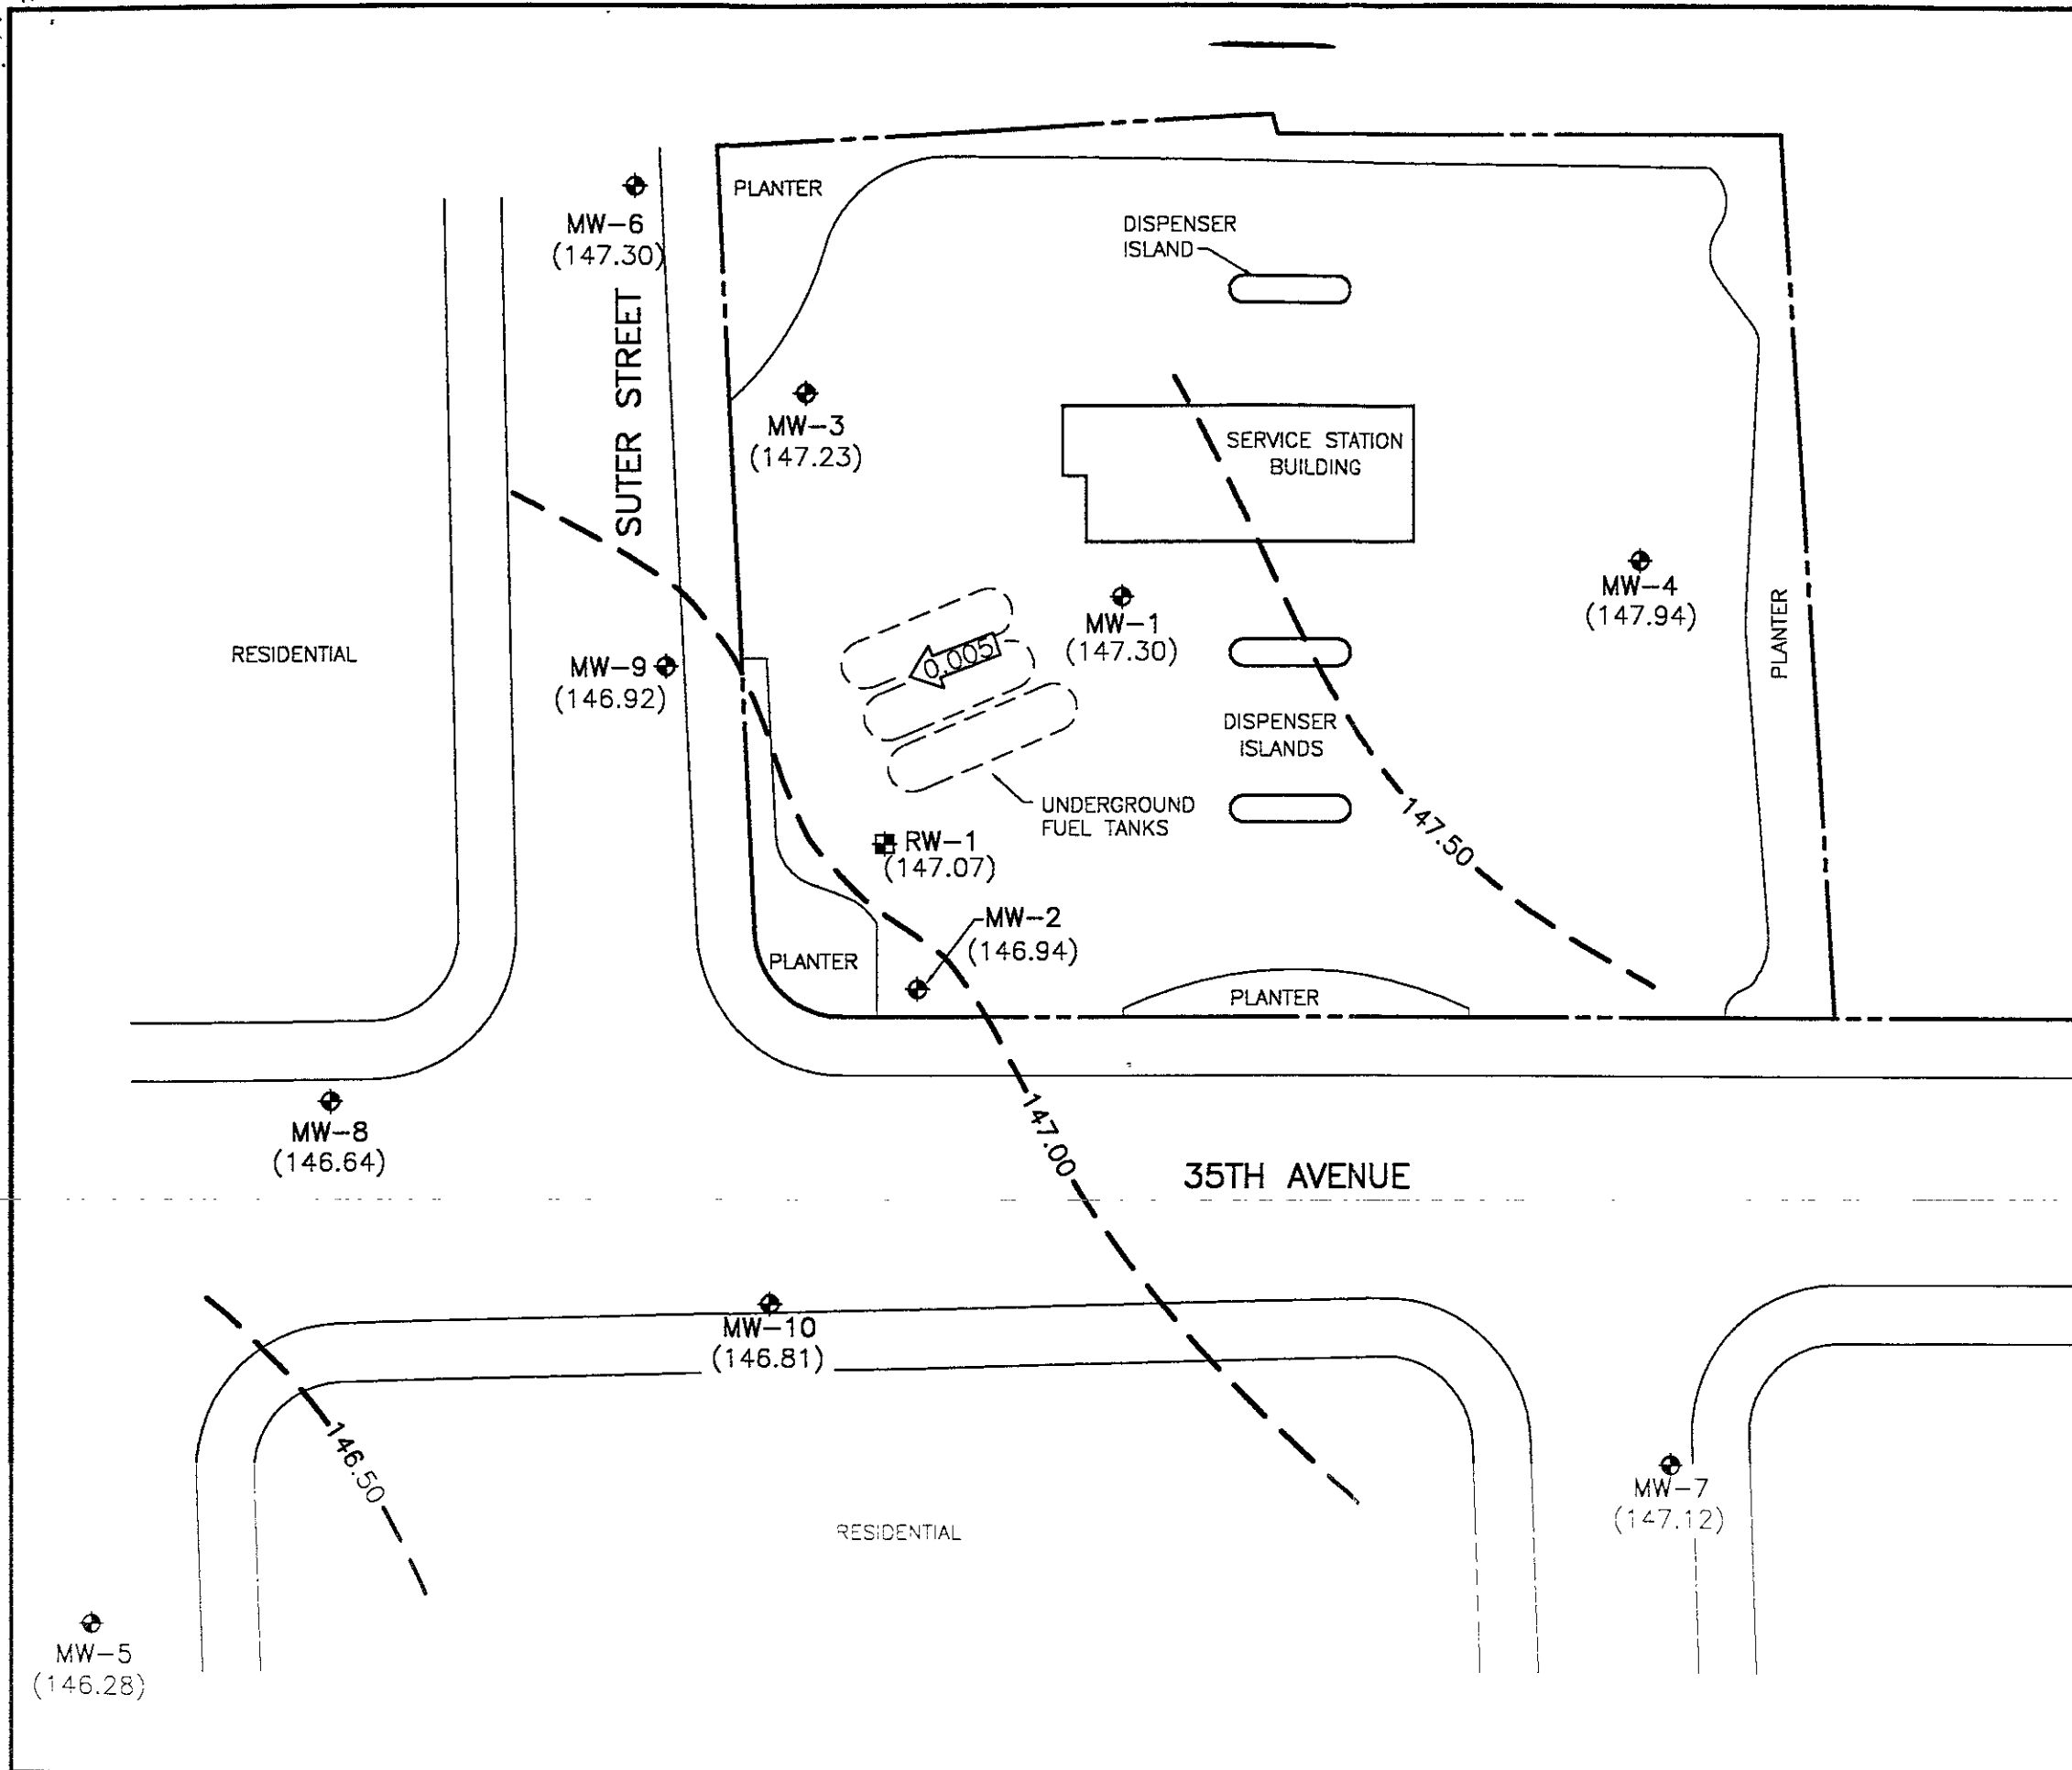 PLANTER
MW-6
(147.30)
DISPENSER
ISLAND
SUTER STREET
MW-3
(147.23)
SERVICE STATION
BUILDING
MW-4
(147.94)
PLANTER
MW-1
(147.30)
0.005
RESIDENTIAL
MW-9
(146.92)
DISPENSER
ISLANDS
UNDERGROUND
FUEL TANKS
147.50
RW-1
(147.07)
MW-2
(146.94)
PLANTER
PLANTER
MW-8
(146.64)
147.00
35TH AVENUE
MW-10
(146.81)
146.50
MW-7
(147.12)
RESIDENTIAL
MW-5
(146.28)